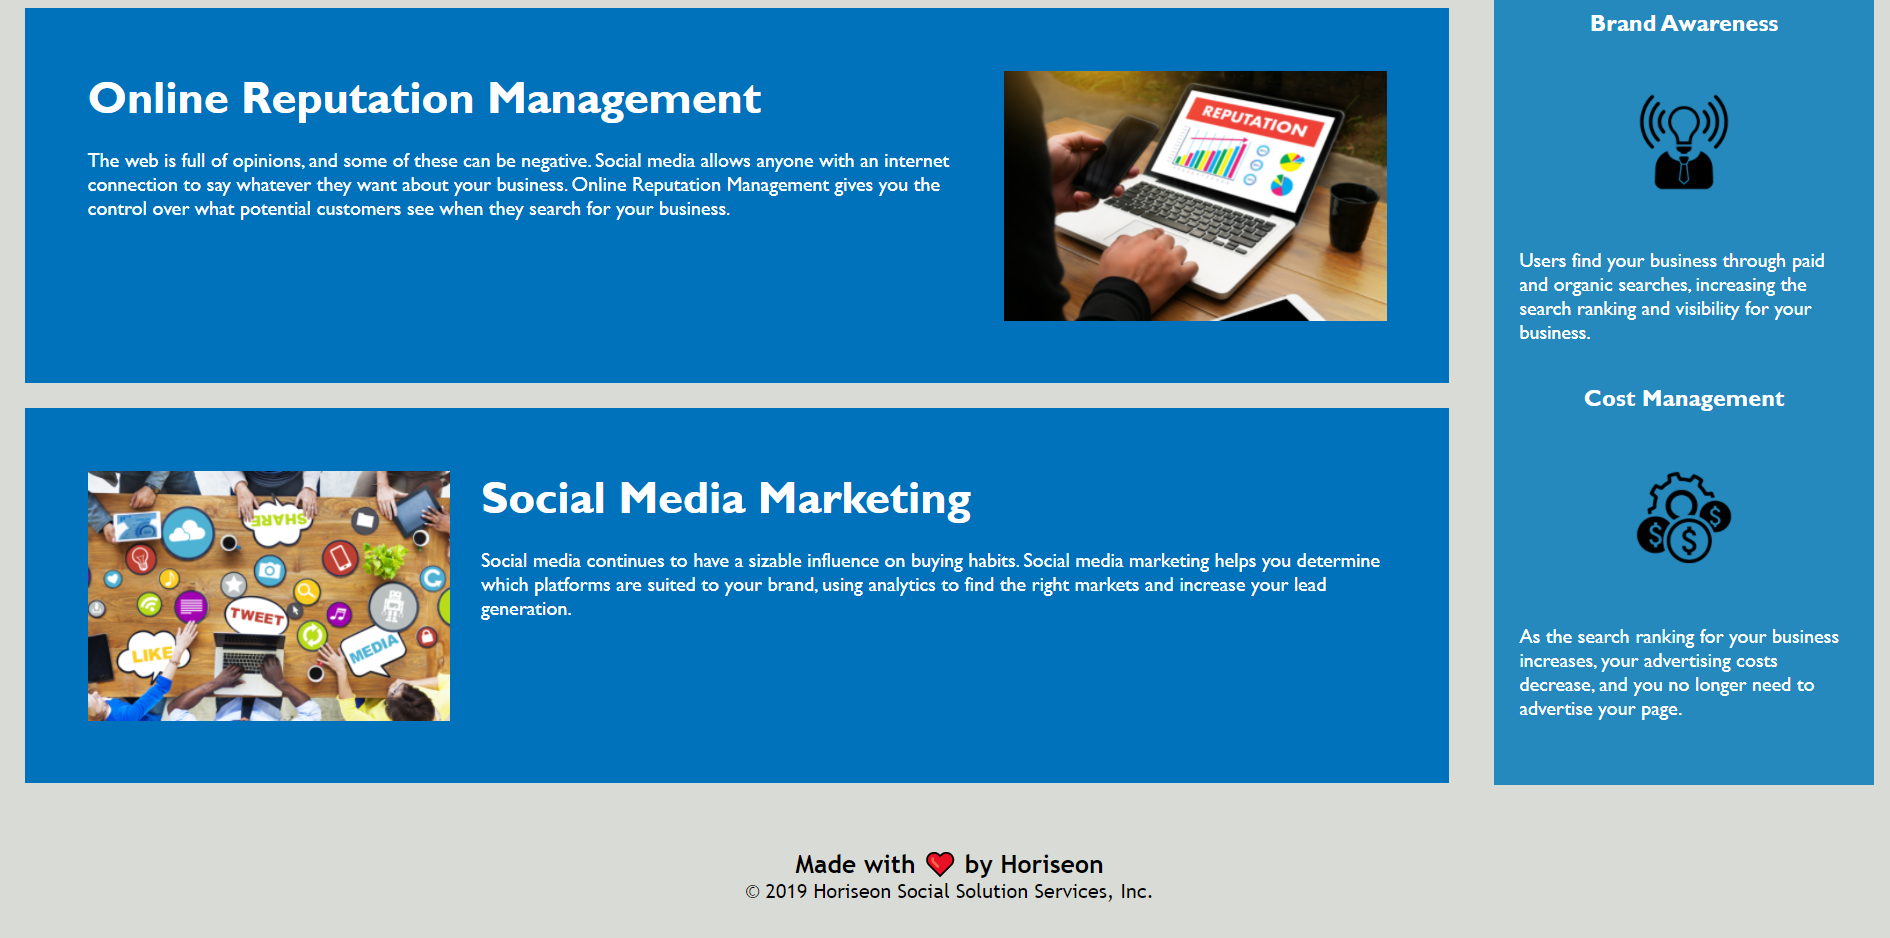 Online Reputation Management
The web is full of opinions, and some of these can be negative. Social media allows anyone with an internet
connection to say whatever they want about your business. Online Reputation Management gives you the
control over what potential customers see when they search for your business.
REPUTATION
Social Media Marketing
Social media continues to have a sizable influence on buying habits. Social media marketing helps you determine
which platforms are suited to your brand, using analytics to find the right markets and increase your lead
generation.
SHARE
TWEET
LIKE
MEDIA
Brand Awareness
Users find your business through paid
and organic searches, increasing the
search ranking and visibility for your
business.
Cost Management
$
$
$
As the search ranking for your business
increases, your advertising costs
decrease, and you no longer need to
advertise your page.
Made with ❤️ by Horiseon
© 2019 Horiseon Social Solution Services, Inc.